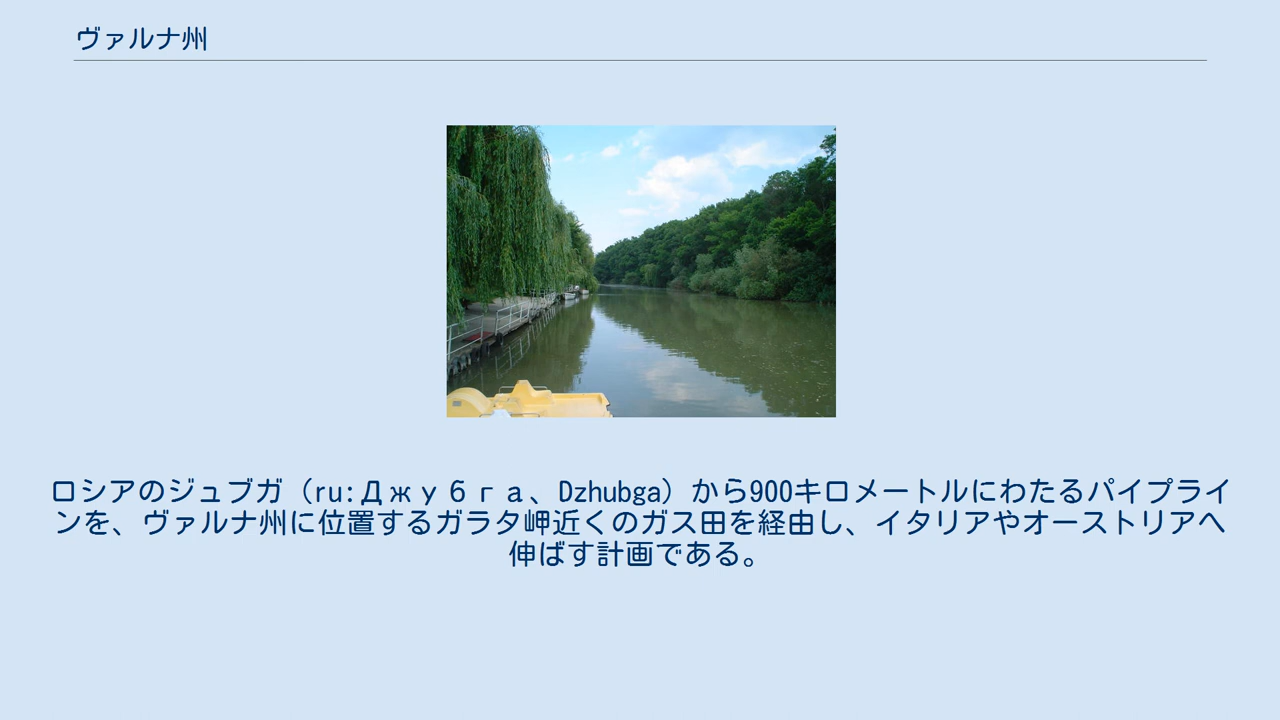 ヴァルナ州
ロシアのジュブガ（ru:Джубга、Dzhubga）から900キロメートルにわたるパイプライ
ンを、ヴァルナ州に位置するガラタ岬近くのガス田を経由し、イタリアやオーストリアへ
伸ばす計画である。